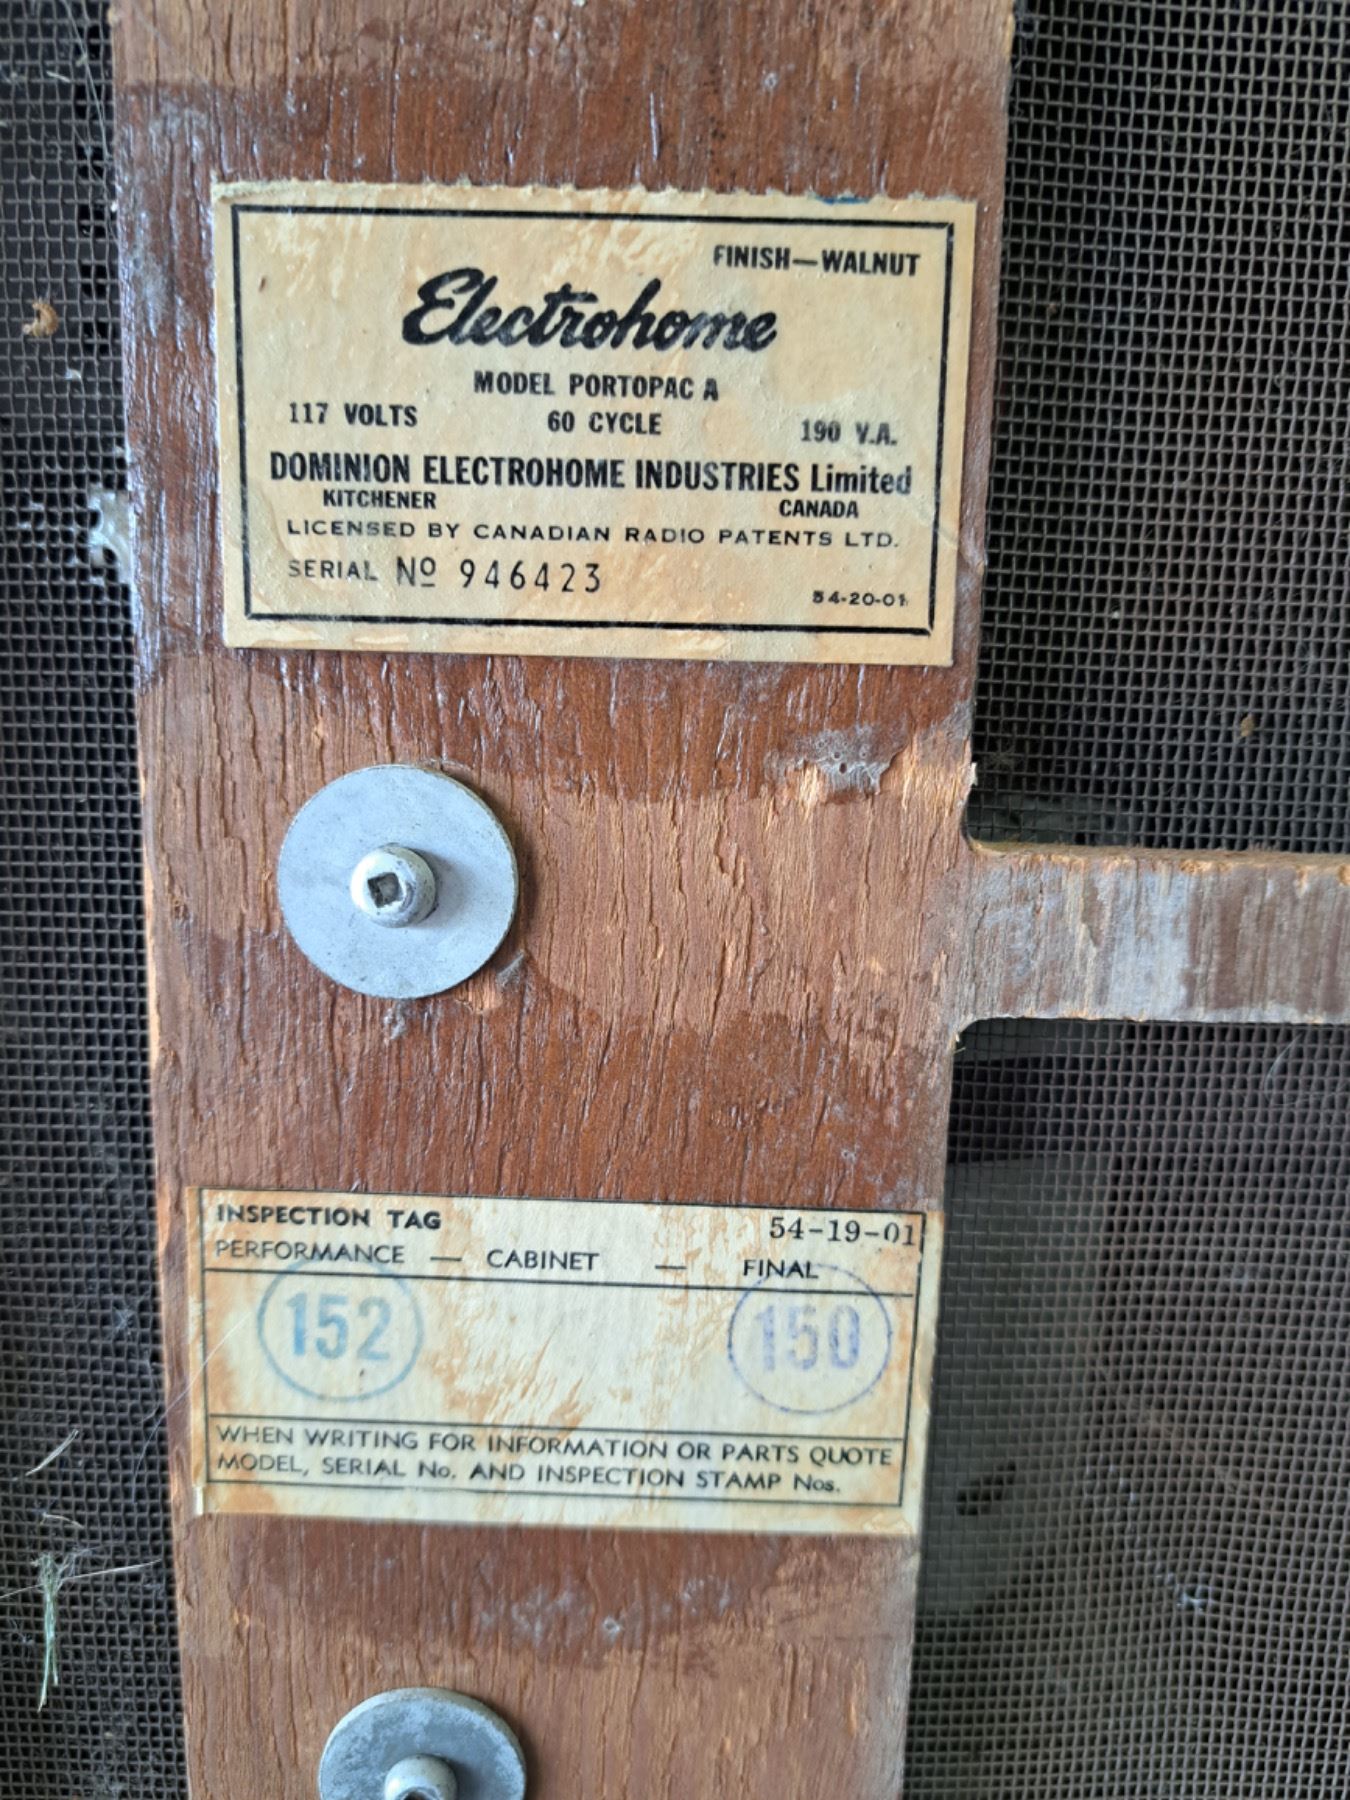 FINISH—WALNUT
Electrohome
MODEL PORTOPAC A
117 VOLTS 60 CYCLE 190 V.A.
DOMINION ELECTROHOME INDUSTRIES Limited
KITCHENER CANADA
LICENSED BY CANADIAN RADIO PATENTS LTD.
SERIAL Nº 946423
54-20-01
INSPECTION TAG 54-19-01
PERFORMANCE — CABINET — FINAL
152 150
WHEN WRITING FOR INFORMATION OR PARTS QUOTE
MODEL, SERIAL No. AND INSPECTION STAMP Nos.